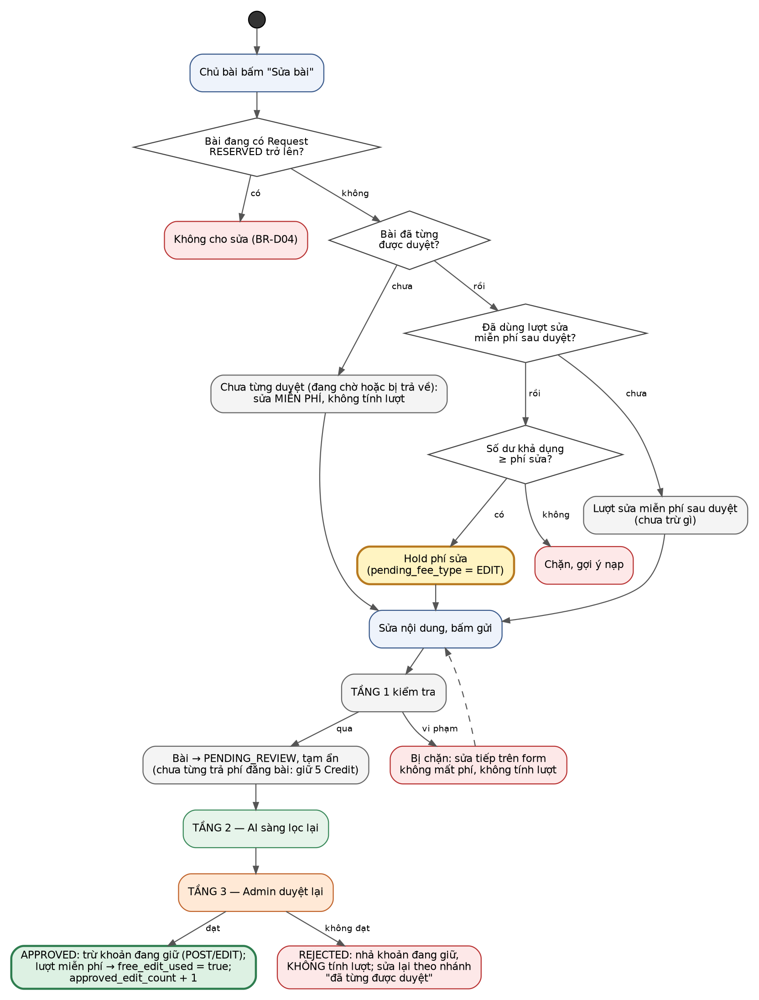 Chủ bài bấm "Sửa bài"
Bài đang có Request
RESERVED trở lên?
có
không
Không cho sửa (BR-D04)
Bài đã từng
được duyệt?
chưa
rồi
Đã dùng lượt sửa
miễn phí sau duyệt?
Chưa từng duyệt (đang chờ hoặc bị trả về):
sửa MIỄN PHÍ, không tính lượt
rồi
chưa
Số dư khả dụng
≥ phí sửa?
có
không
Lượt sửa miễn phí sau duyệt
(chưa trừ gì)
Hold phí sửa
(pending_fee_type = EDIT)
Chặn, gợi ý nạp
Sửa nội dung, bấm gửi
TẦNG 1 kiểm tra
qua
vi phạm
Bài → PENDING_REVIEW, tạm ẩn
(chưa từng trả phí đăng bài: giữ 5 Credit)
Bị chặn: sửa tiếp trên form
không mất phí, không tính lượt
TẦNG 2 — AI sàng lọc lại
TẦNG 3 — Admin duyệt lại
đạt
không đạt
APPROVED: trừ khoản đang giữ (POST/EDIT);
lượt miễn phí → free_edit_used = true;
approved_edit_count + 1
REJECTED: nhả khoản đang giữ,
KHÔNG tính lượt; sửa lại theo nhánh
"đã từng được duyệt"